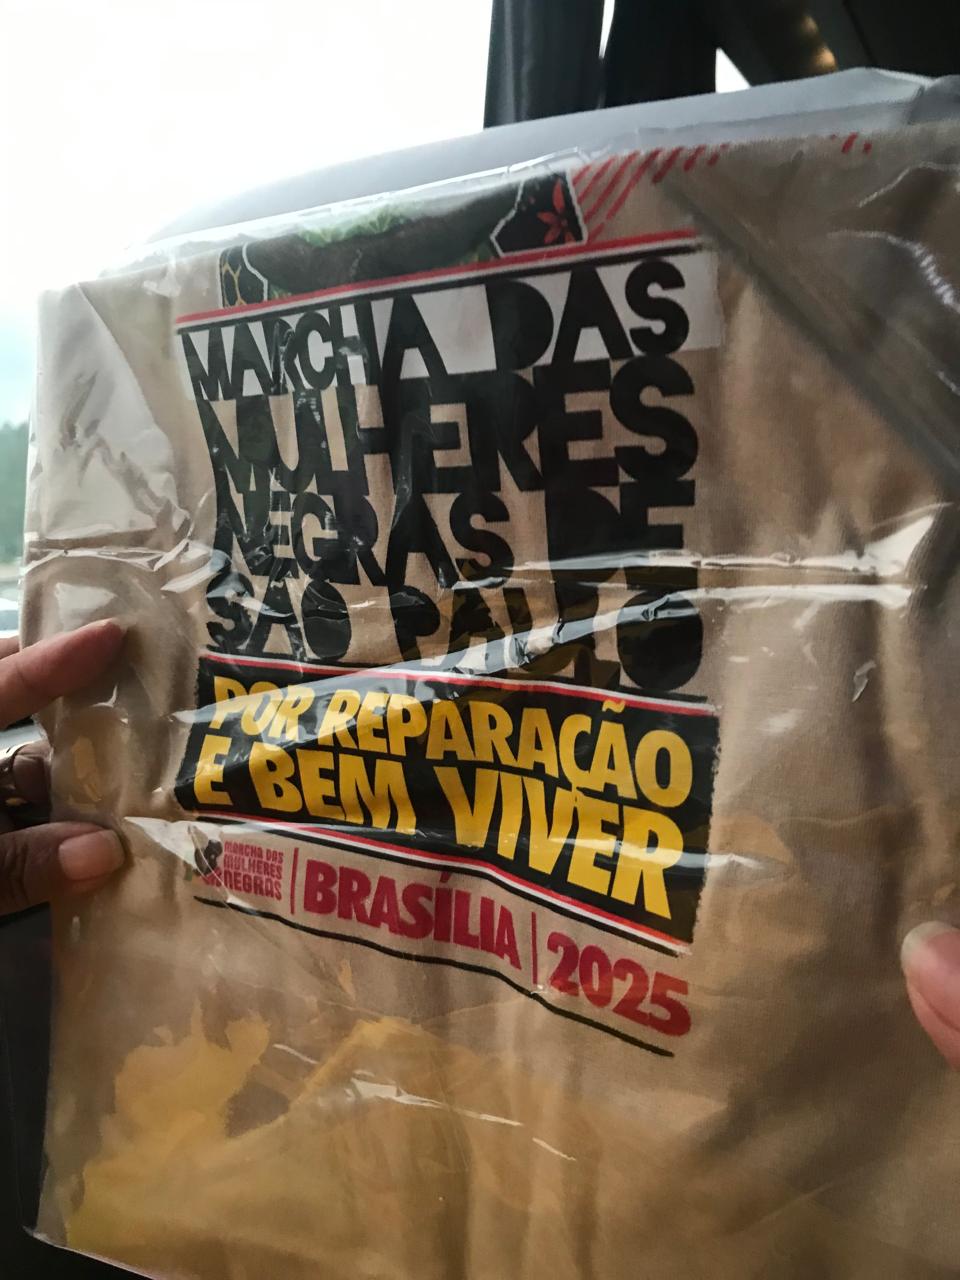 MARCHA DAS
MULHERES
NEGRAS DE
SÃO PAULO
POR REPARAÇÃO
E BEM VIVER
MARCHA DAS
MULHERES
NEGRAS
BRASÍLIA
2025